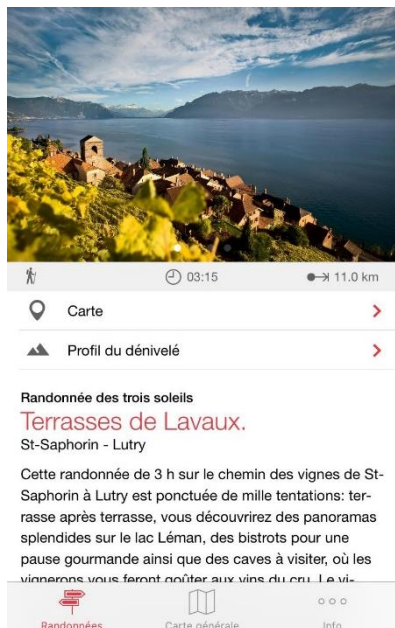 03:15
11.0 km
Carte
Profil du dénivelé
Randonnée des trois soleils
Terrasses de Lavaux.
St-Saphorin - Lutry
Cette randonnée de 3 h sur le chemin des vignes de St-
Saphorin à Lutry est ponctuée de mille tentations: ter-
rasse après terrasse, vous découvrirez des panoramas
splendides sur le lac Léman, des bistrots pour une
pause gourmande ainsi que des caves à visiter, où les
vignerons vous feront goûter aux vins du cru. Le vi-
Randonnées
Carte générale
Info